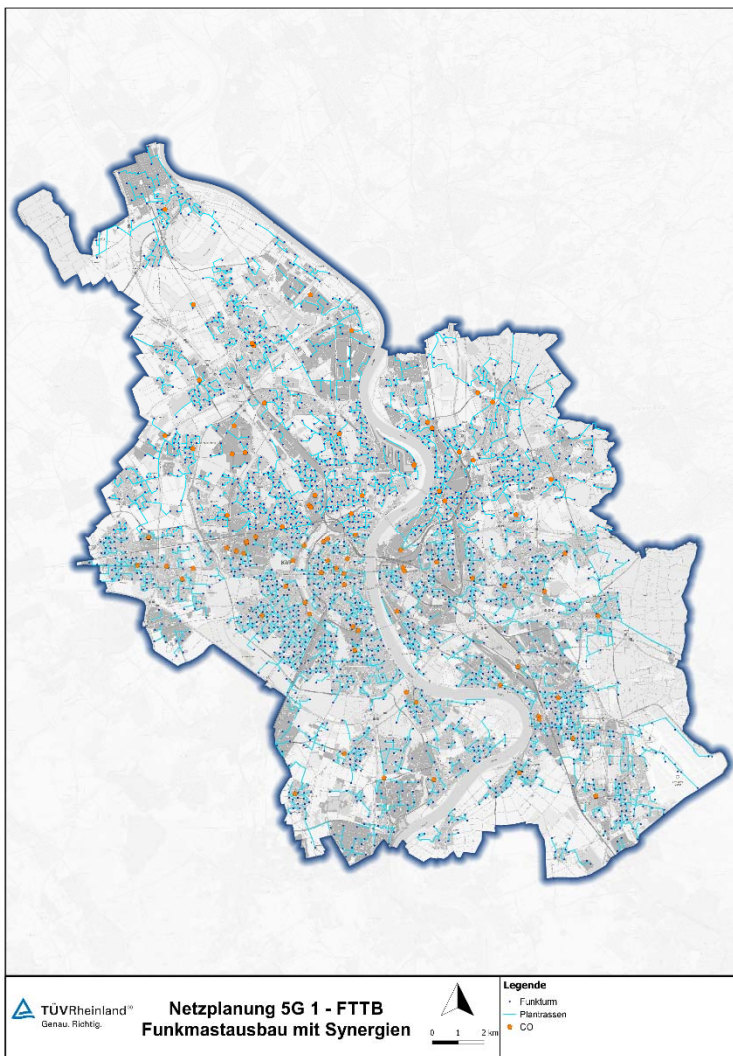 TÜVRheinland®
Genau. Richtig.
Netzplanung 5G 1 - FTTB
Funkmastausbau mit Synergien
0 1 2 km
Legende
Funkturm
Plantrassen
CO